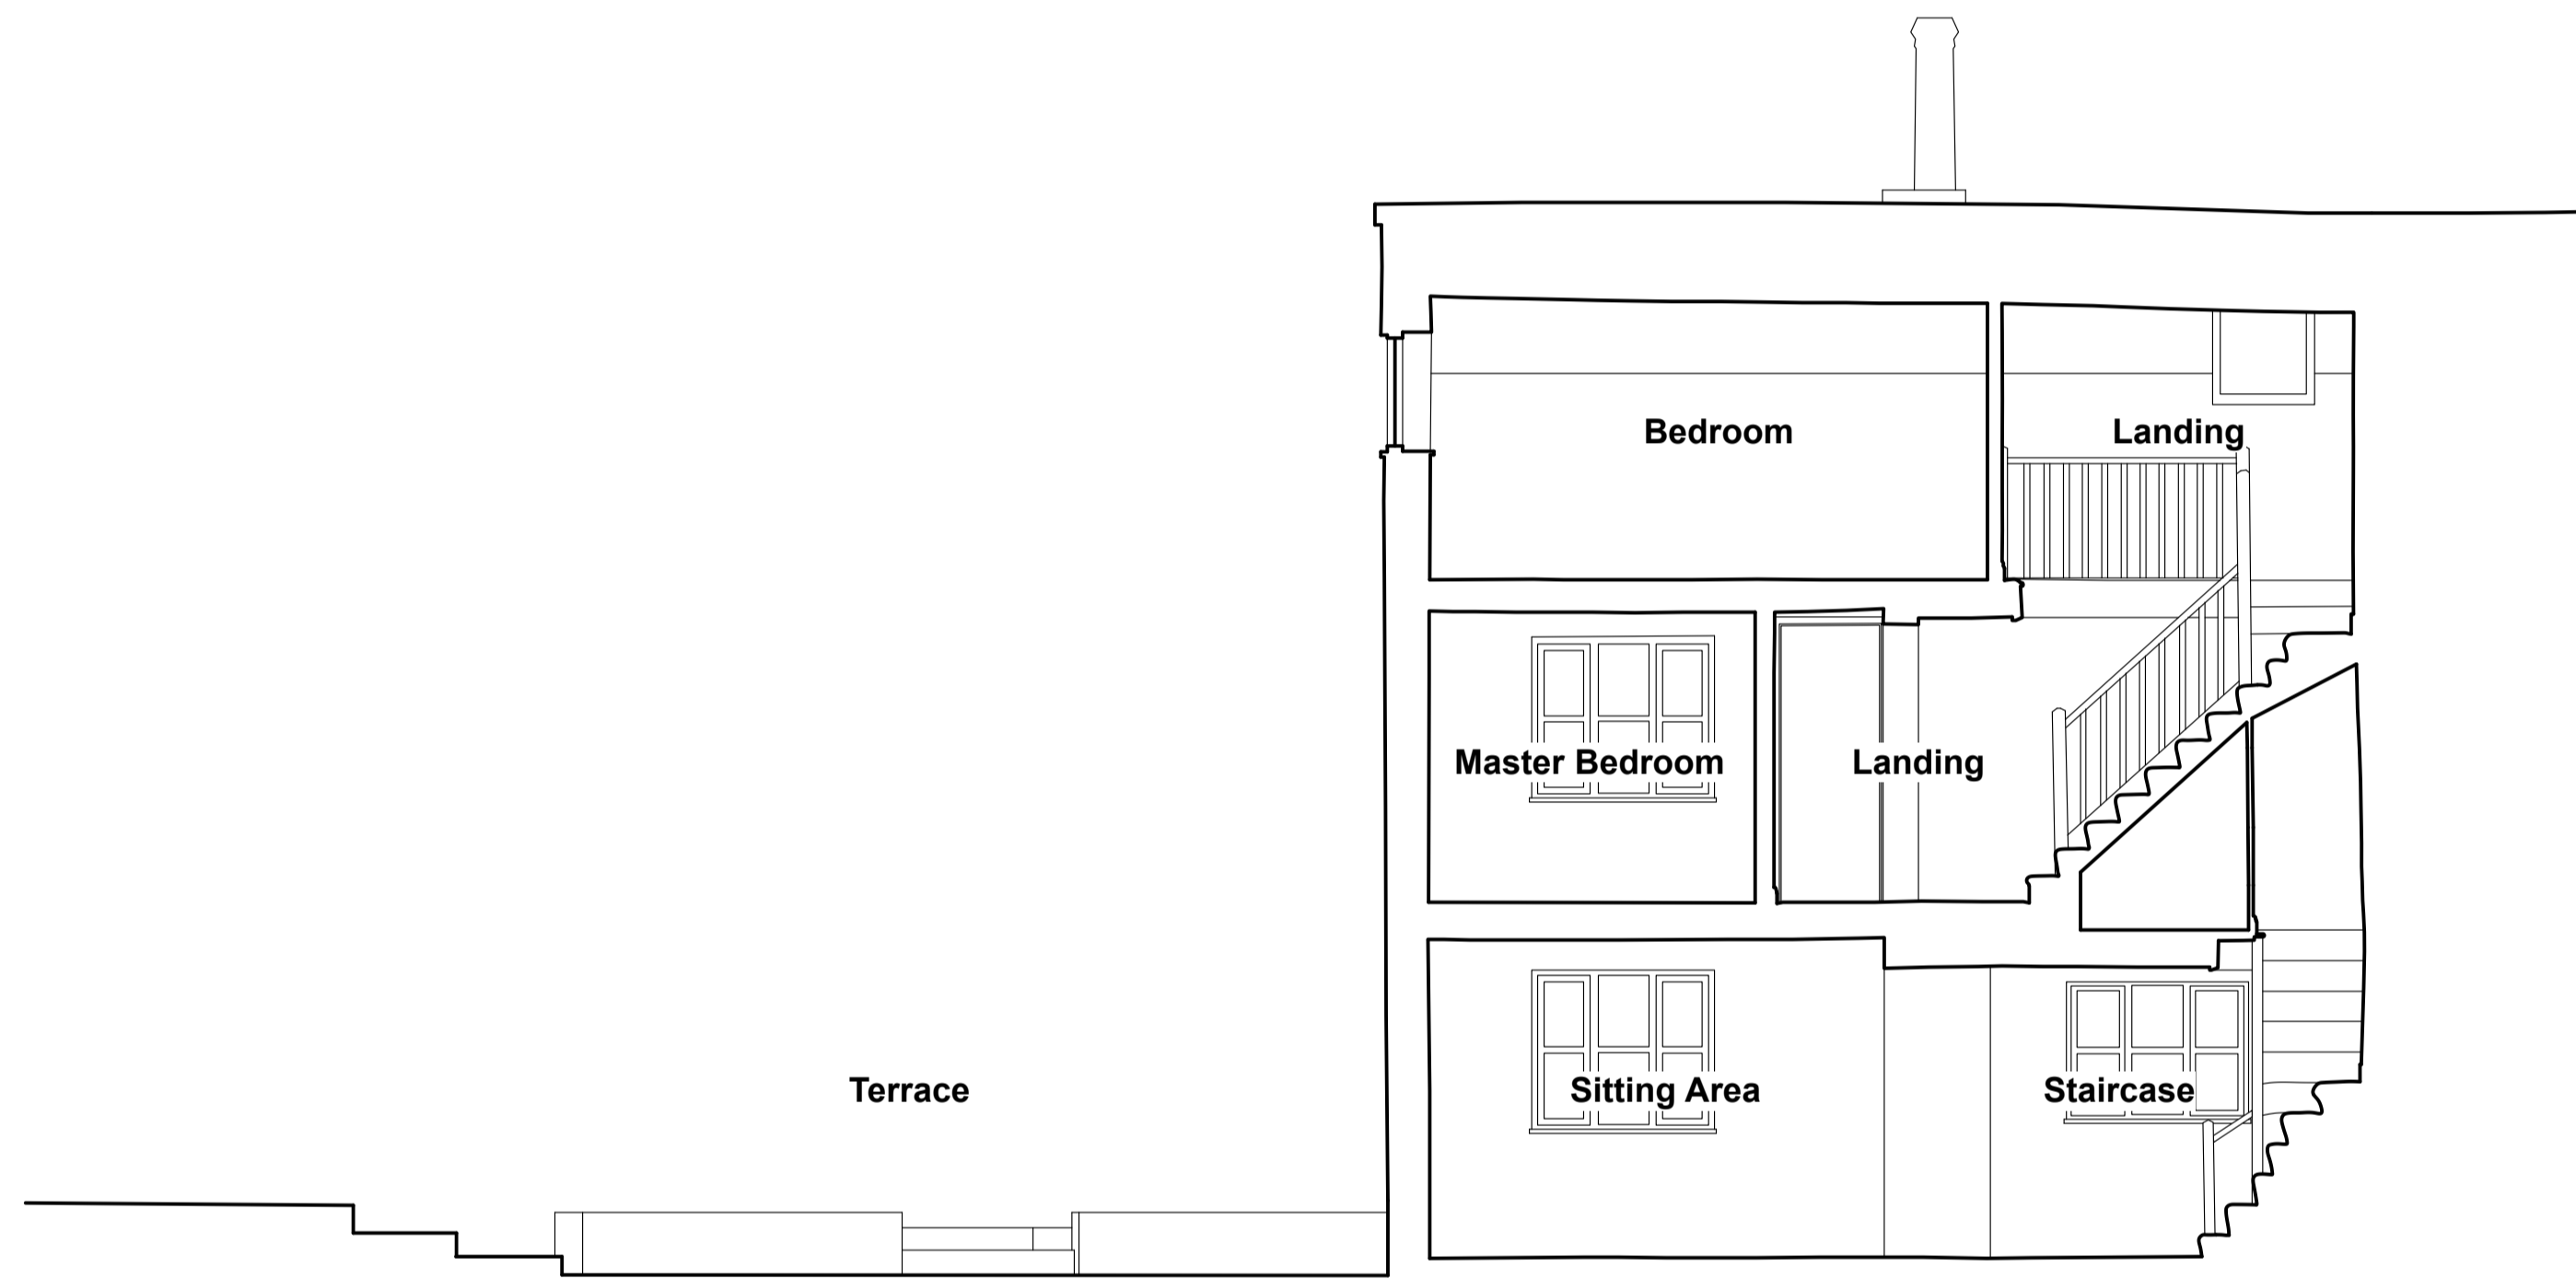 Bedroom
Landing
Master Bedroom
Landing
Terrace
Sitting Area
Staircase